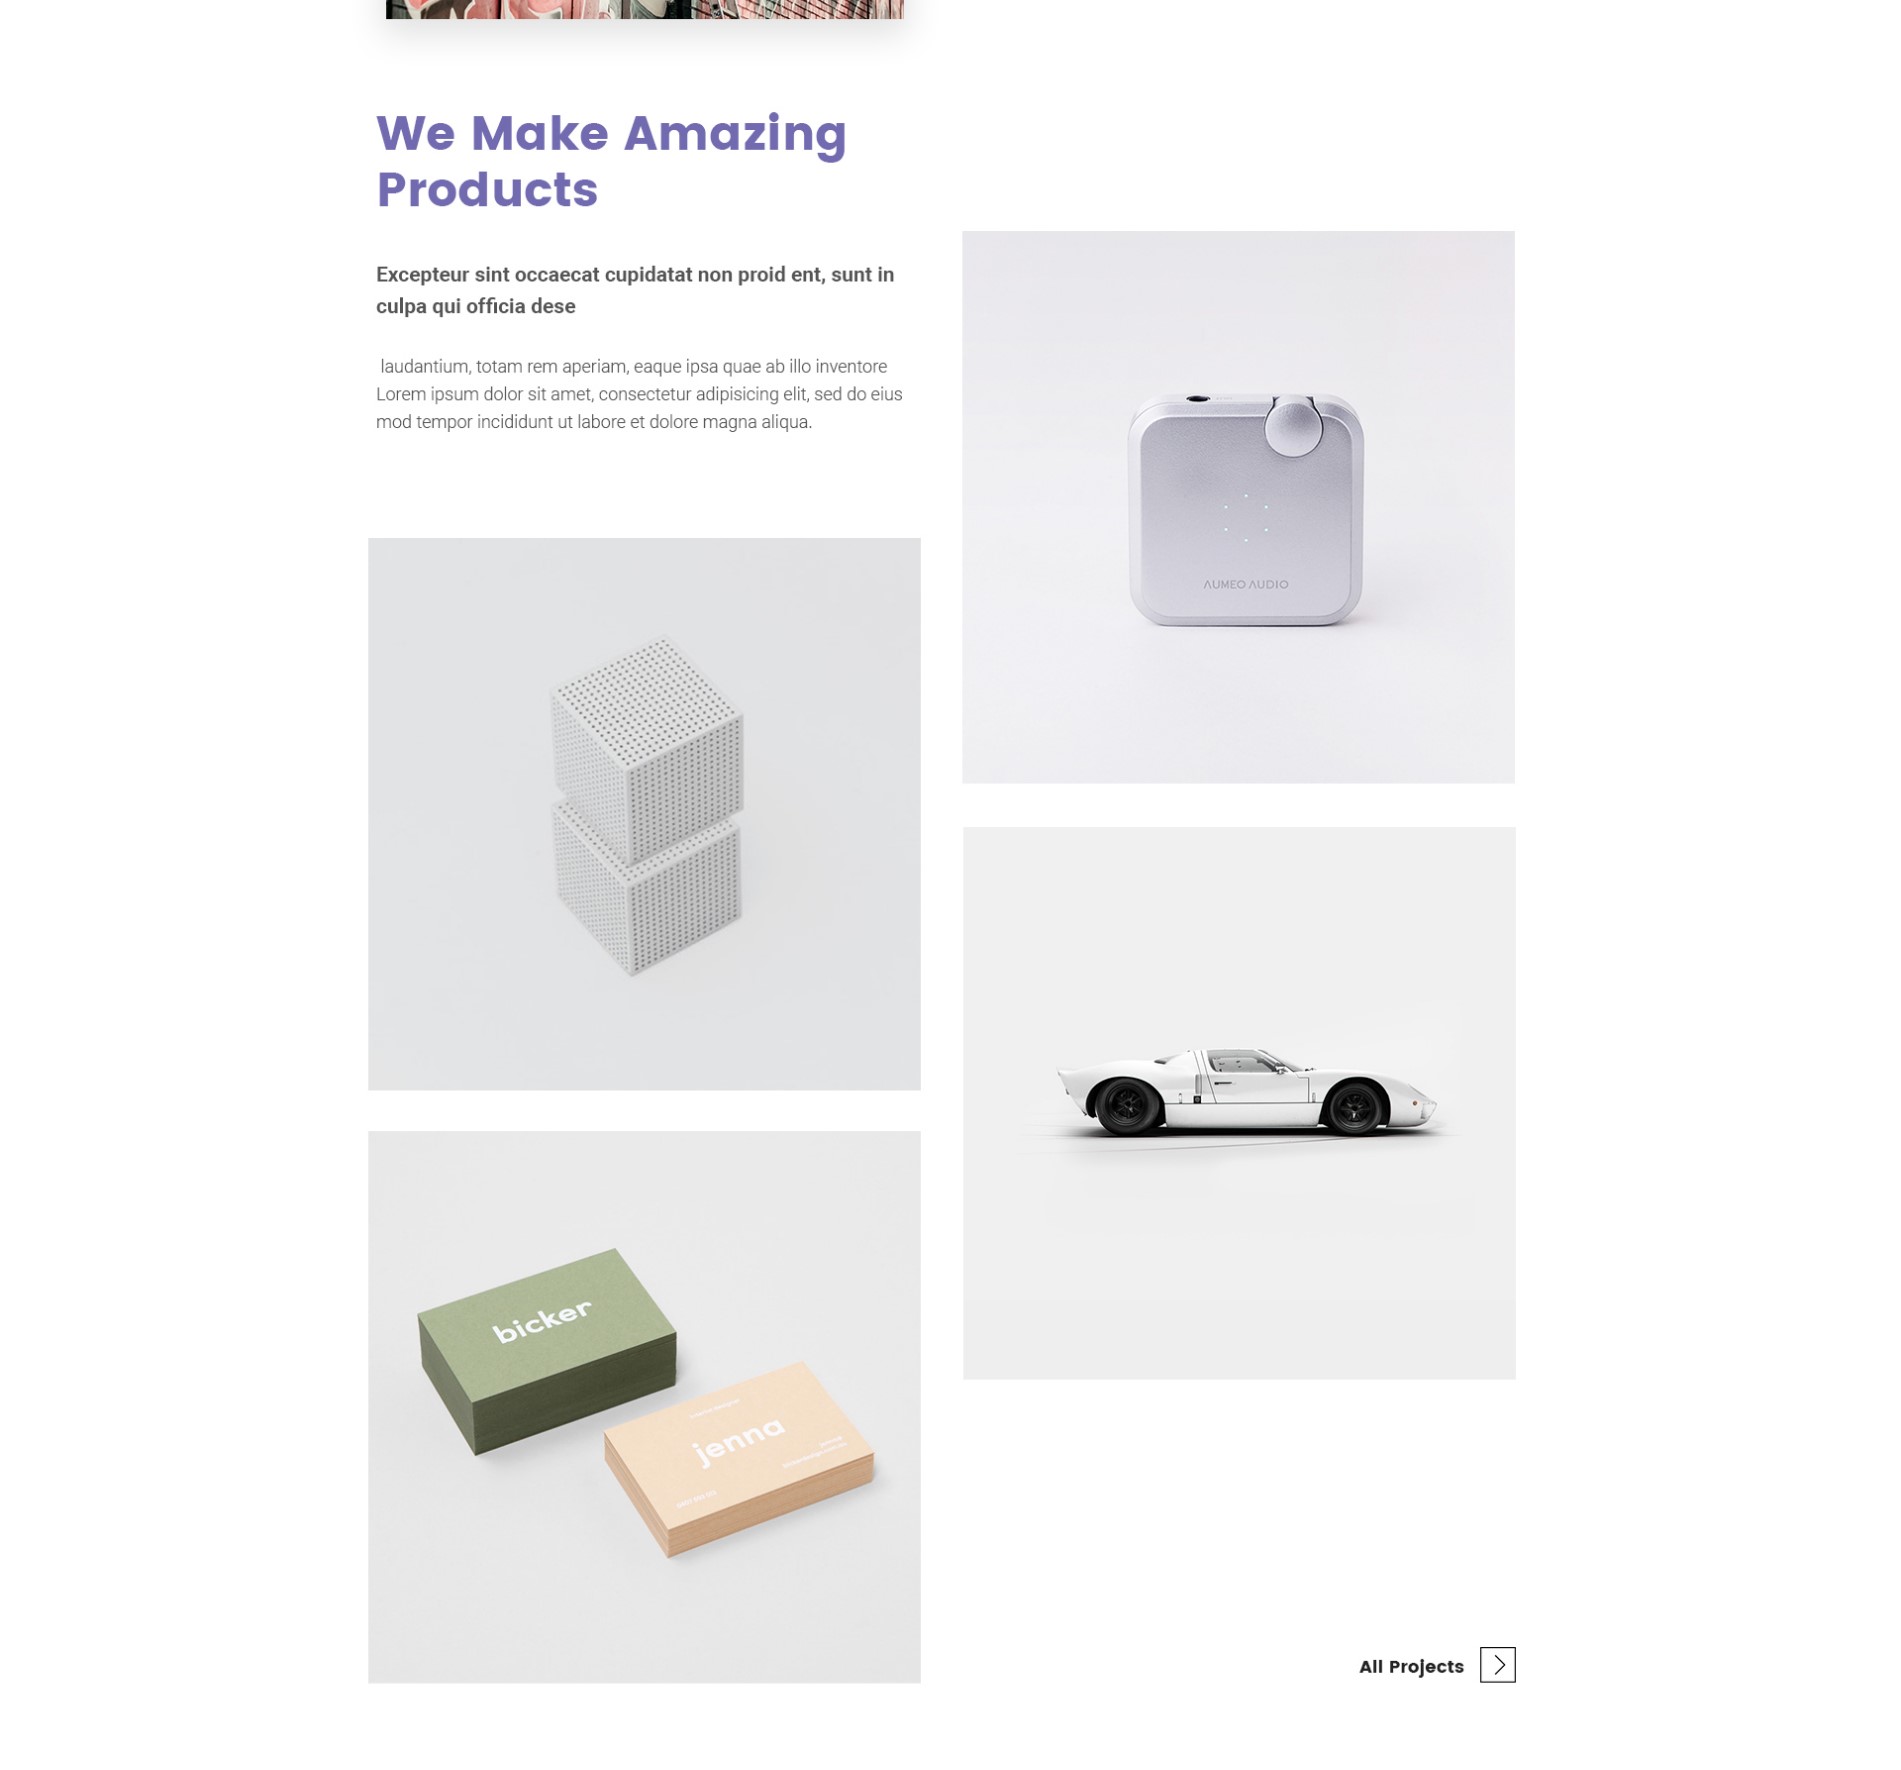 We Make Amazing
Products
Excepteur sint occaecat cupidatat non proid ent, sunt in
culpa qui officia dese
laudantium, totam rem aperiam, eaque ipsa quae ab illo inventore
Lorem ipsum dolor sit amet, consectetur adipisicing elit, sed do eius
mod tempor incididunt ut labore et dolore magna aliqua.
AUMEO AUDIO
bicker
jenna
All Projects